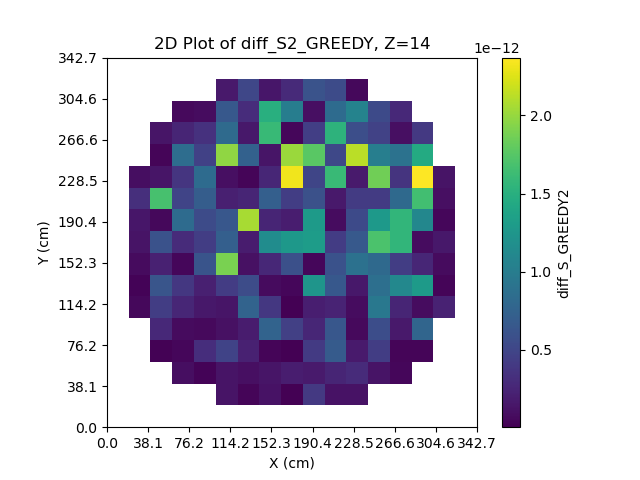 2D Plot of diff_S2_GREEDY, Z=14
1e−12
342.7
304.6
266.6
228.5
190.4
152.3
114.2
76.2
38.1
0.0
Y (cm)
0.0 38.1 76.2 114.2 152.3 190.4 228.5 266.6 304.6 342.7
X (cm)
2.0
1.5
1.0
0.5
diff_S_GREEDY2